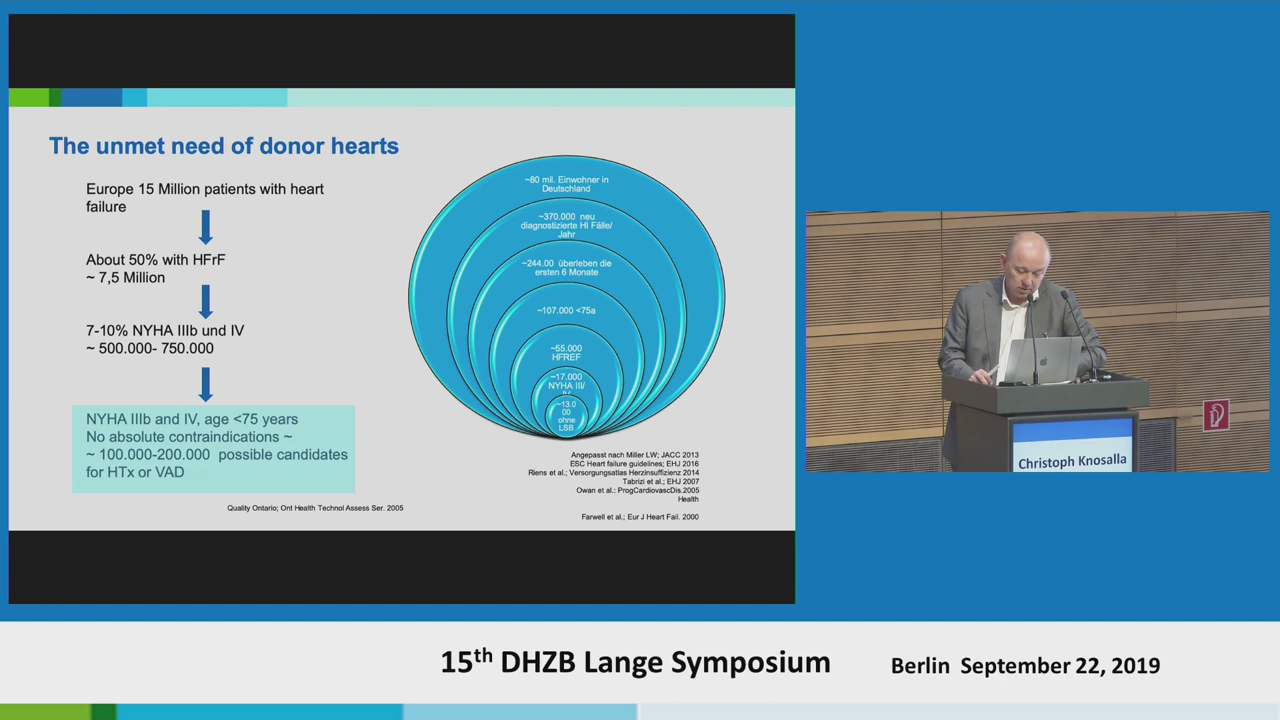 The unmet need of donor hearts
Europe 15 Million patients with heart
failure
About 50% with HFrF
~ 7,5 Million
7-10% NYHA IIIb und IV
~ 500.000- 750.000
NYHA IIIb and IV, age <75 years
No absolute contraindications ~
~ 100.000-200.000 possible candidates
for HTx or VAD
Quality Ontario; Ont Health Technol Assess Ser. 2005
~80 mil. Einwohner in
Deutschland
~370.000 neu
diagnostizierte HI Fälle/
Jahr
~244.00 überleben die
ersten 6 Monate
~107.000 <75a
~55.000
HFREF
~17.000
NYHA III/
IV
~13.0
00
ohne
LSB
Angepasst nach Miller LW; JACC 2013
ESC Heart failure guidelines; EHJ 2016
Riens et al.; Versorgungsatlas Herzinsuffizienz 2014
Tabrizi et al.; EHJ 2007
Owan et al.: ProgCardiovascDis.2005
Health
Farwell et al.; Eur J Heart Fail. 2000
Christoph Knosalla
15th DHZB Lange Symposium
Berlin September 22, 2019